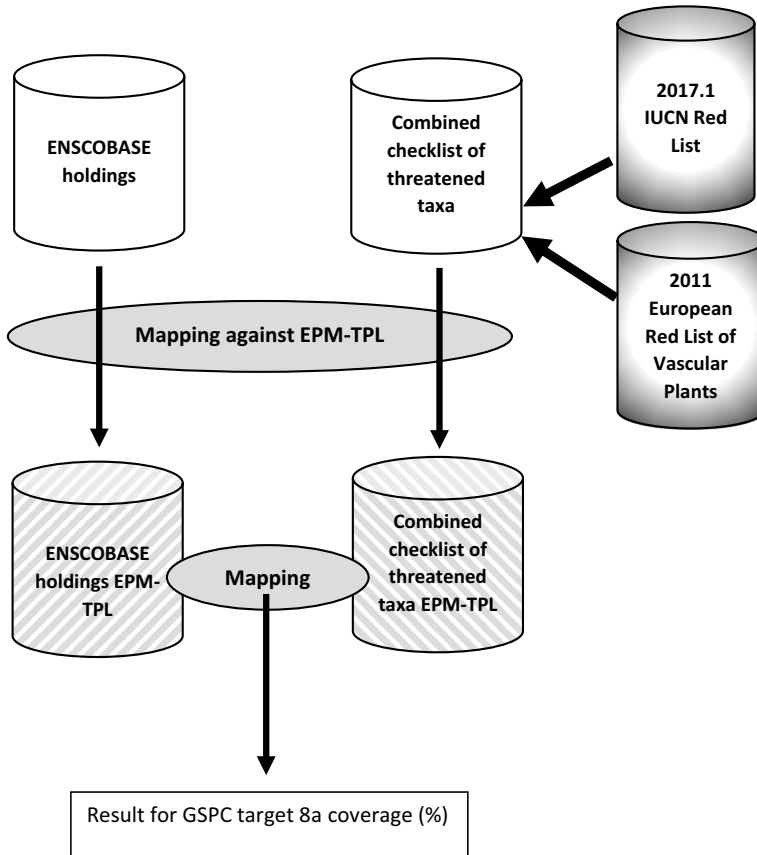 ENSCOBASE
holdings
Combined
checklist of
threatened
taxa
2017.1
IUCN Red
List
2011
European
Red List of
Vascular
Plants
Mapping against EPM-TPL
ENSCOBASE
holdings EPM-
TPL
Mapping
Combined
checklist of
threatened
taxa EPM-TPL
Result for GSPC target 8a coverage (%)